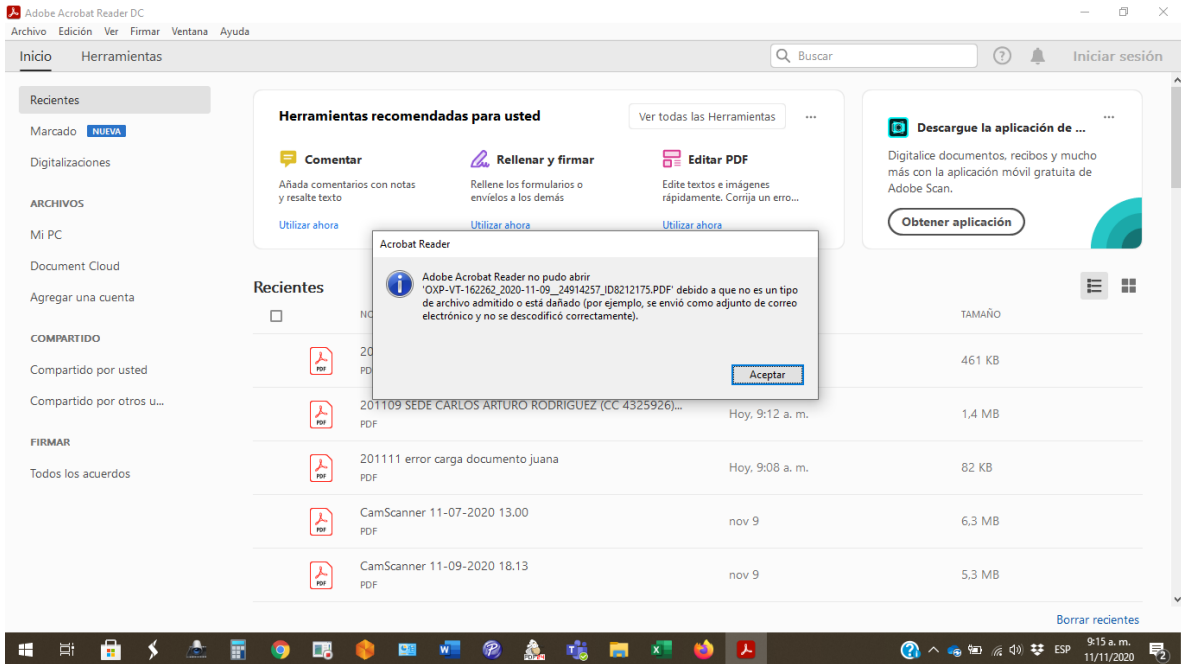 Adobe Acrobat Reader DC
Archivo Edición Ver Firmar Ventana Ayuda
Inicio Herramientas
Buscar
Iniciar sesión
Recientes
Marcado NUEVA
Digitalizaciones
ARCHIVOS
Mi PC
Document Cloud
Agregar una cuenta
COMPARTIDO
Compartido por usted
Compartido por otros u...
FIRMAR
Todos los acuerdos
Herramientas recomendadas para usted
Ver todas las Herramientas
Comentar
Añada comentarios con notas
y resalte texto
Utilizar ahora
Rellenar y firmar
Rellene los formularios o
envíelos a los demás
Utilizar ahora
Editar PDF
Edite textos e imágenes
rápidamente. Corrija un erro...
Utilizar ahora
Descargue la aplicación de ...
Digitalice documentos, recibos y mucho
más con la aplicación móvil gratuita de
Adobe Scan.
Obtener aplicación
Acrobat Reader
Adobe Acrobat Reader no pudo abrir
'OXP-VT-162262_2020-11-09__24914257_ID8212175.PDF' debido a que no es un tipo
de archivo admitido o está dañado (por ejemplo, se envió como adjunto de correo
electrónico y no se descodificó correctamente).
Aceptar
Recientes
TAMAÑO
461 KB
201109 SEDE CARLOS ARTURO RODRIGUEZ (CC 4325926)...
PDF
Hoy, 9:12 a. m.
1,4 MB
201111 error carga documento juana
PDF
Hoy, 9:08 a. m.
82 KB
CamScanner 11-07-2020 13.00
PDF
nov 9
6,3 MB
CamScanner 11-09-2020 18.13
PDF
nov 9
5,3 MB
Borrar recientes
ESP
9:15 a. m.
11/11/2020